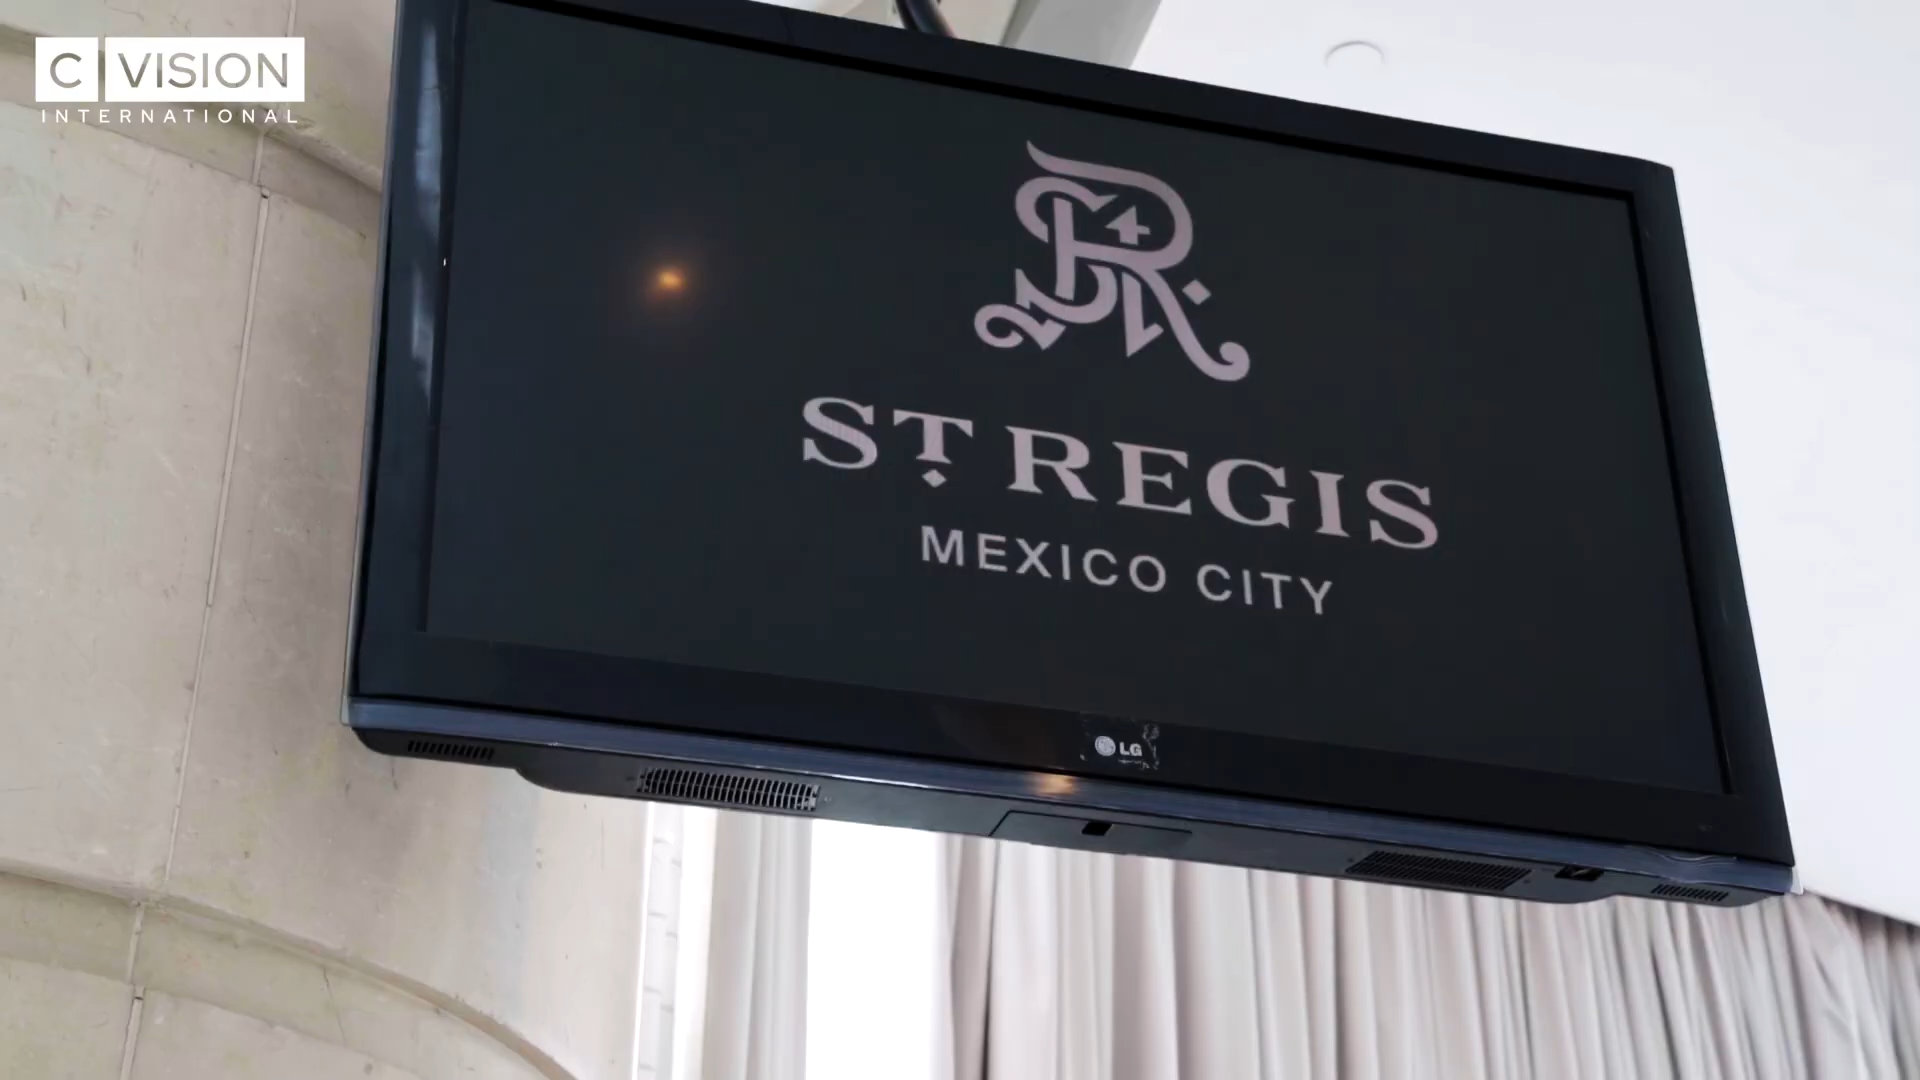 C VISION
INTERNATIONAL
ST REGIS
MEXICO CITY
LG